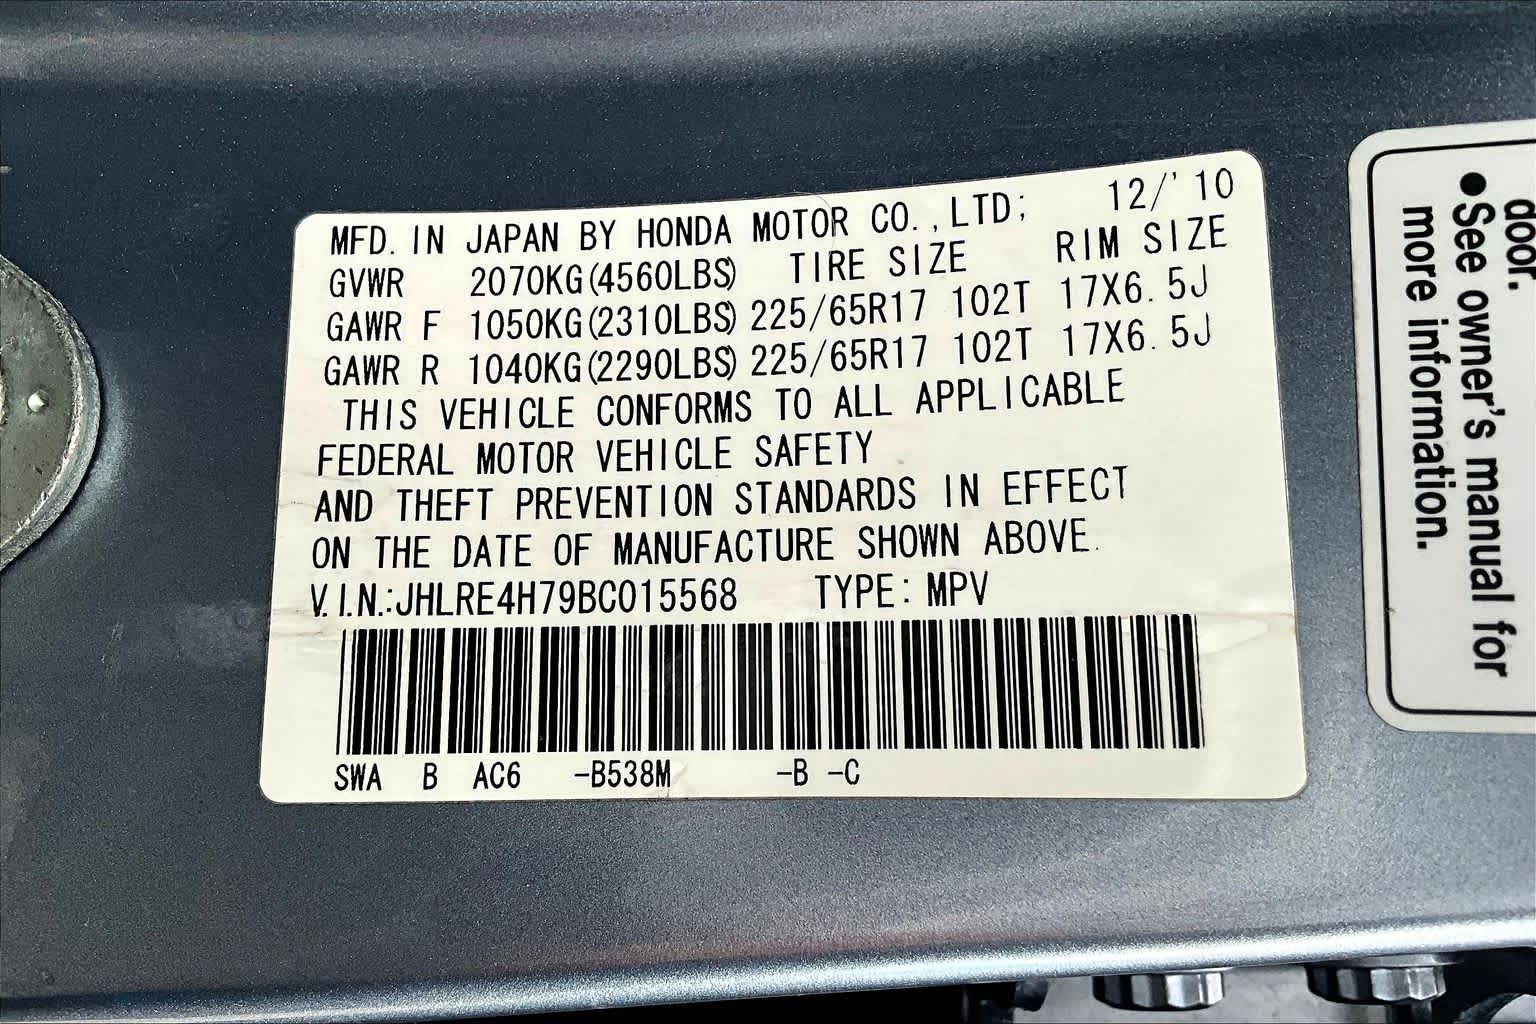 MFD. IN JAPAN BY HONDA MOTOR CO.,LTD; 12/'10
GVWR 2070KG(4560LBS) TIRE SIZE RIM SIZE
GAWR F 1050KG(2310LBS) 225/65R17 102T 17X6.5J
GAWR R 1040KG(2290LBS) 225/65R17 102T 17X6.5J
THIS VEHICLE CONFORMS TO ALL APPLICABLE
FEDERAL MOTOR VEHICLE SAFETY
AND THEFT PREVENTION STANDARDS IN EFFECT
ON THE DATE OF MANUFACTURE SHOWN ABOVE.
V.I.N.:JHLRE4H79BC015568 TYPE: MPV
SWA B AC6 -B538M -B -C
door.
●See owner's manual for
more information.